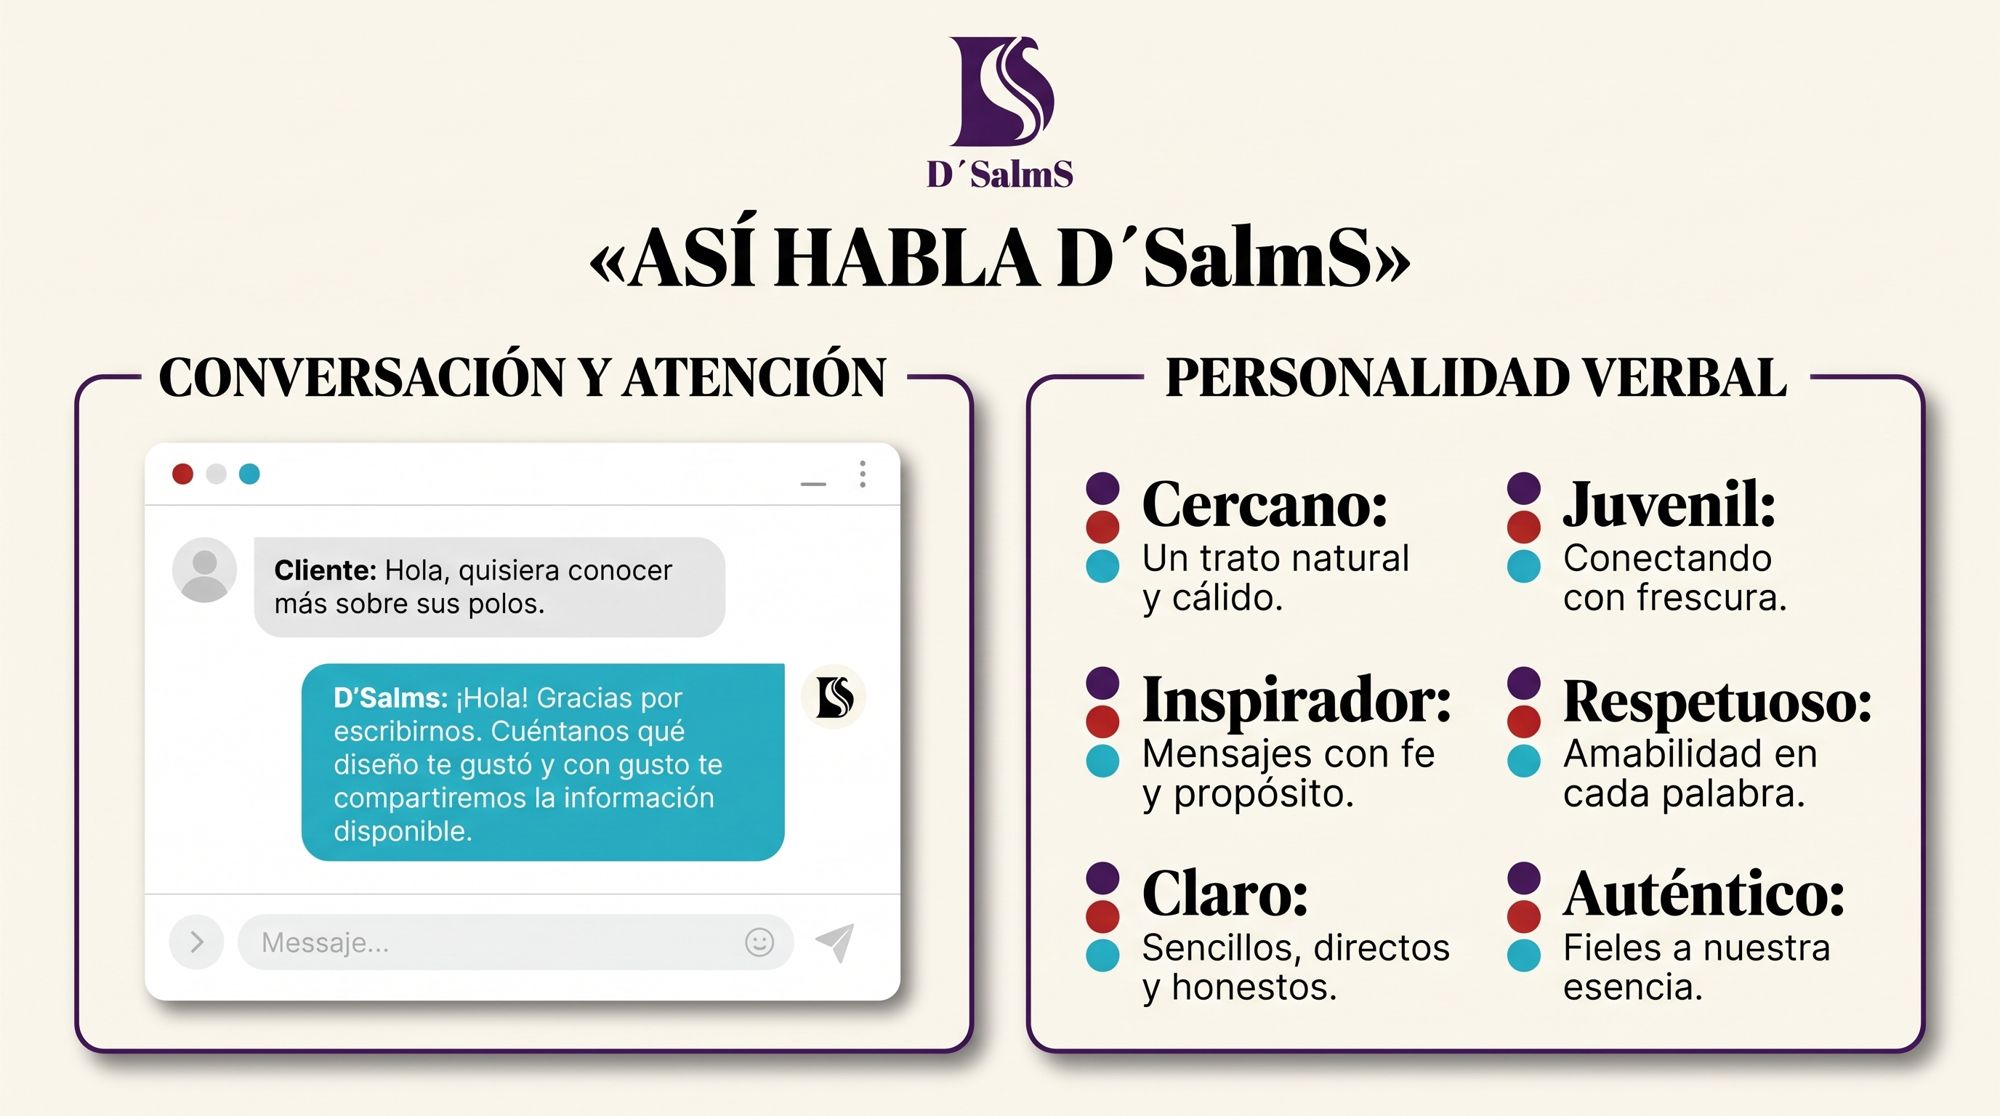 D´SalmS
«ASÍ HABLA D´SalmS»
CONVERSACIÓN Y ATENCIÓN
Cliente: Hola, quisiera conocer
más sobre sus polos.
D’Salms: ¡Hola! Gracias por
escribirnos. Cuéntanos qué
diseño te gustó y con gusto te
compartiremos la información
disponible.
Messaje...
PERSONALIDAD VERBAL
Cercano:
Un trato natural
y cálido.
Juvenil:
Conectando
con frescura.
Inspirador:
Mensajes con fe
y propósito.
Respetuoso:
Amabilidad en
cada palabra.
Claro:
Sencillos, directos
y honestos.
Auténtico:
Fieles a nuestra
esencia.